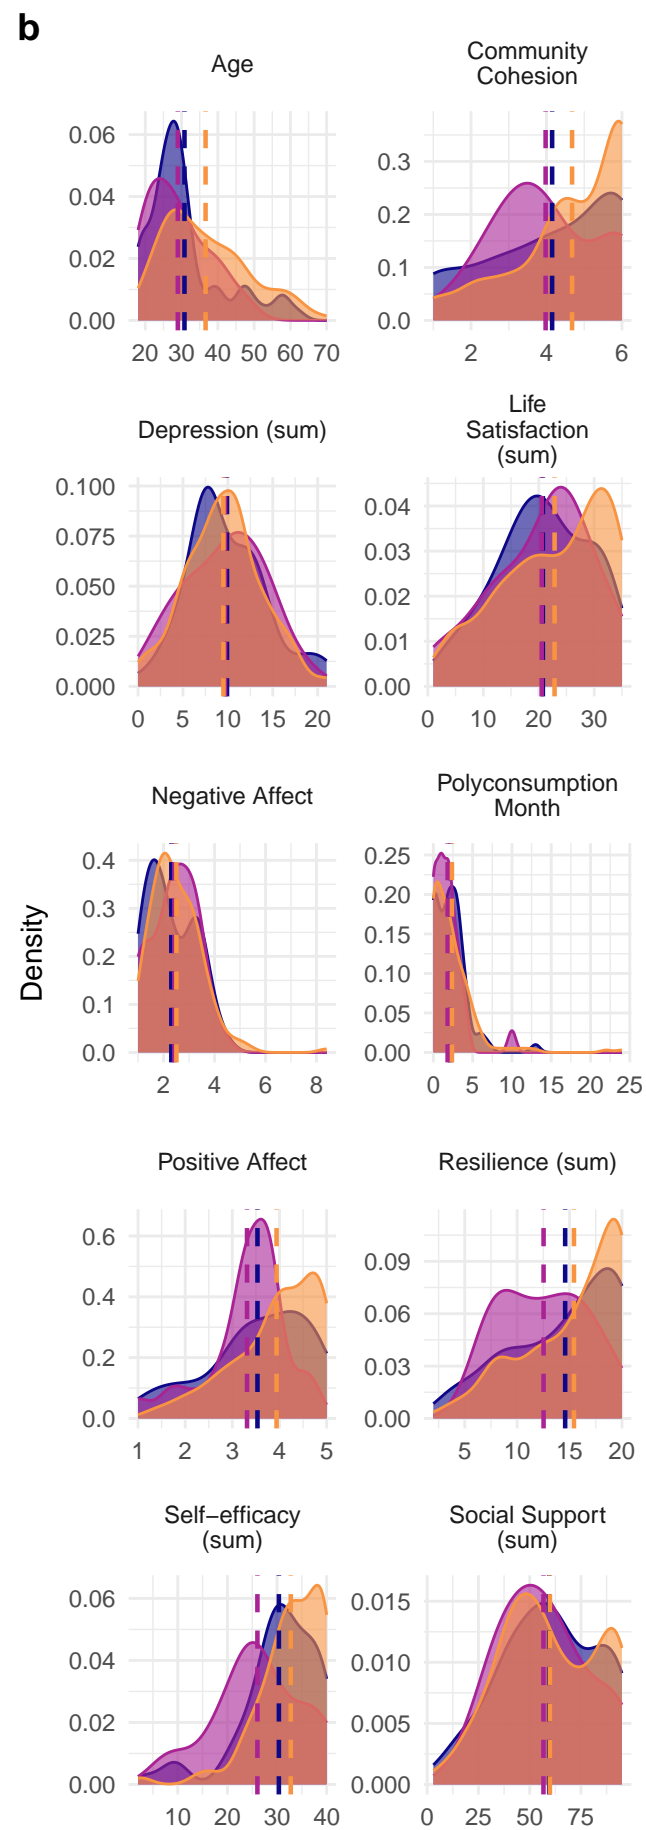 b
Age
Community
Cohesion
0.06
0.04
0.02
0.00
20 30 40 50 60 70
0.3
0.2
0.1
0.0
2 4 6
Depression (sum)
Life
Satisfaction
(sum)
0.100
0.075
0.050
0.025
0.000
0 5 10 15 20
0.04
0.03
0.02
0.01
0.00
0 10 20 30
Negative Affect
Polyconsumption
Month
0.4
0.3
0.2
0.1
0.0
2 4 6 8
0.25
0.20
0.15
0.10
0.05
0.00
0 5 10 15 20 25
Density
Positive Affect
Resilience (sum)
0.6
0.4
0.2
0.0
1 2 3 4 5
0.09
0.06
0.03
0.00
5 10 15 20
Self−efficacy
(sum)
Social Support
(sum)
0.06
0.04
0.02
0.00
10 20 30 40
0.015
0.010
0.005
0.000
0 25 50 75